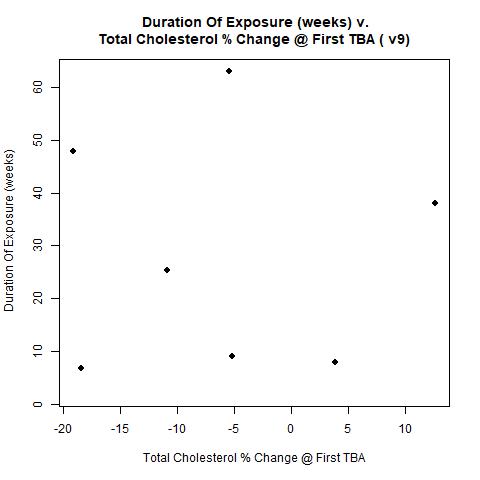 Duration Of Exposure (weeks) v.
Total Cholesterol % Change @ First TBA ( v9)
Duration Of Exposure (weeks)
60
50
40
30
20
10
0
-20 -15 -10 -5 0 5 10
Total Cholesterol % Change @ First TBA